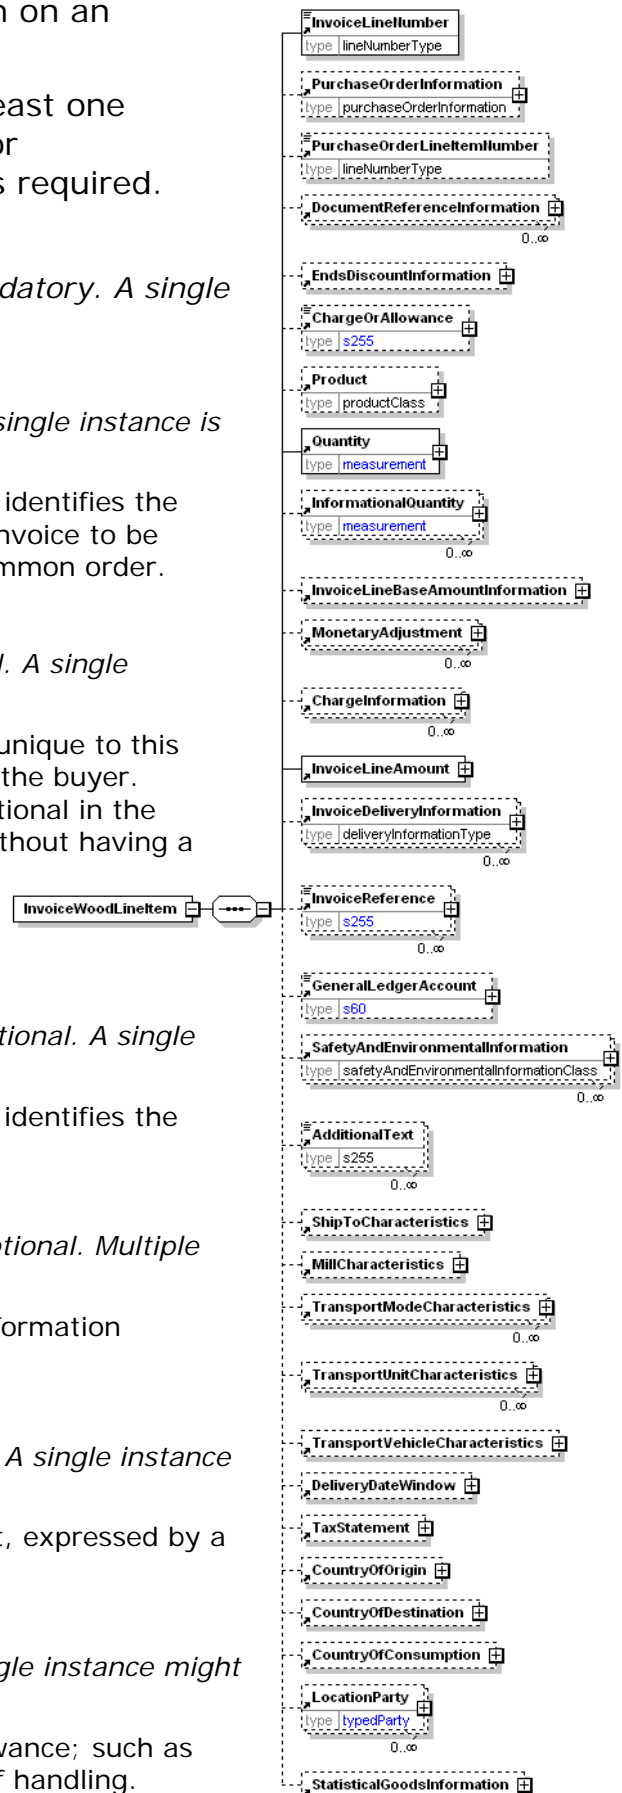 n on an
east one
or
s required.
datory. A single
single instance is
identifies the
nvoice to be
mmon order.
l. A single
unique to this
the buyer.
tional in the
thout having a
tional. A single
identifies the
otional. Multiple
formation
A single instance
t, expressed by a
gle instance might
wance; such as
f handling.
InvoiceWoodLineItem
InvoiceLineNumber
type lineNumberType
PurchaseOrderInformation
type purchaseOrderInformation
PurchaseOrderLineItemNumber
type lineNumberType
DocumentReferenceInformation
0..∞
EndsDiscountInformation
ChargeOrAllowance
type s255
Product
type productClass
Quantity
type measurement
InformationalQuantity
type measurement
0..∞
InvoiceLineBaseAmountInformation
MonetaryAdjustment
0..∞
ChargeInformation
0..∞
InvoiceLineAmount
InvoiceDeliveryInformation
type deliveryInformationType
0..∞
InvoiceReference
type s255
0..∞
GeneralLedgerAccount
type s60
SafetyAndEnvironmentalInformation
type safetyAndEnvironmentalInformationClass
0..∞
AdditionalText
type s255
0..∞
ShipToCharacteristics
MillCharacteristics
TransportModeCharacteristics
0..∞
TransportUnitCharacteristics
0..∞
TransportVehicleCharacteristics
DeliveryDateWindow
TaxStatement
CountryOfOrigin
CountryOfDestination
CountryOfConsumption
LocationParty
type typedParty
0..∞
StatisticalGoodsInformation